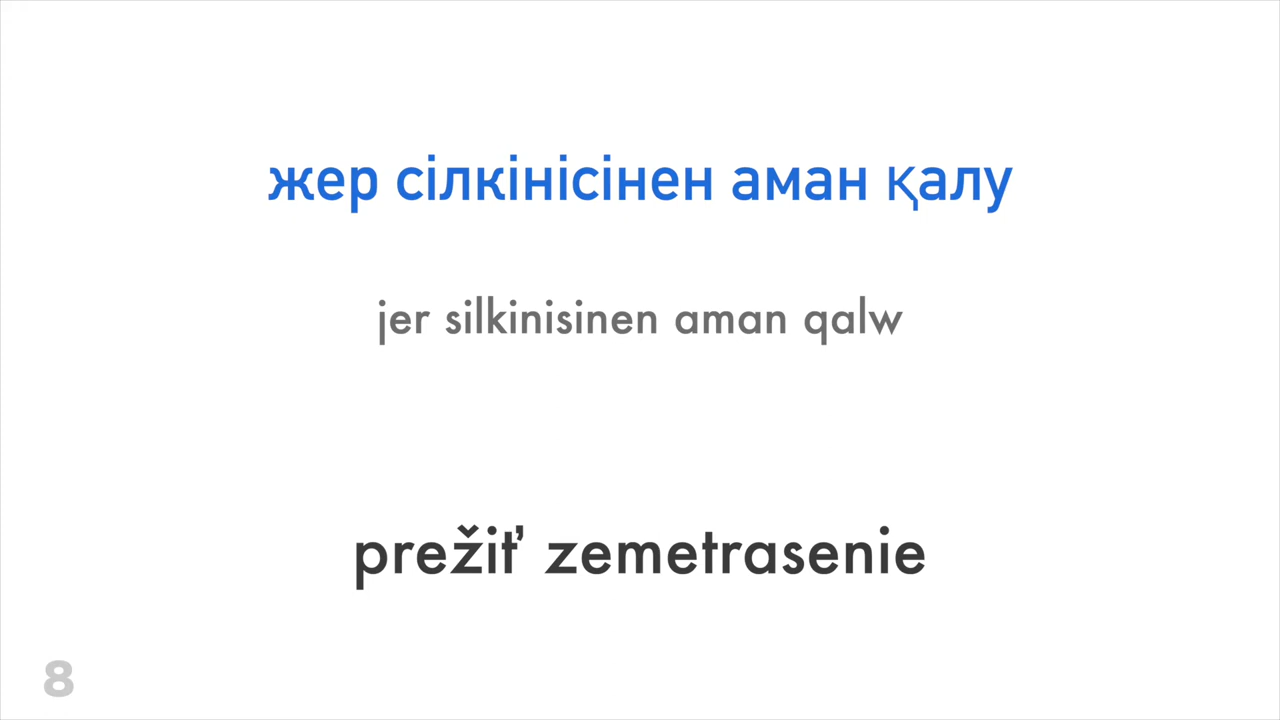 жер сілкінісінен аман қалу
jer silkinisinen aman qalw
prežiť zemetrasenie
8